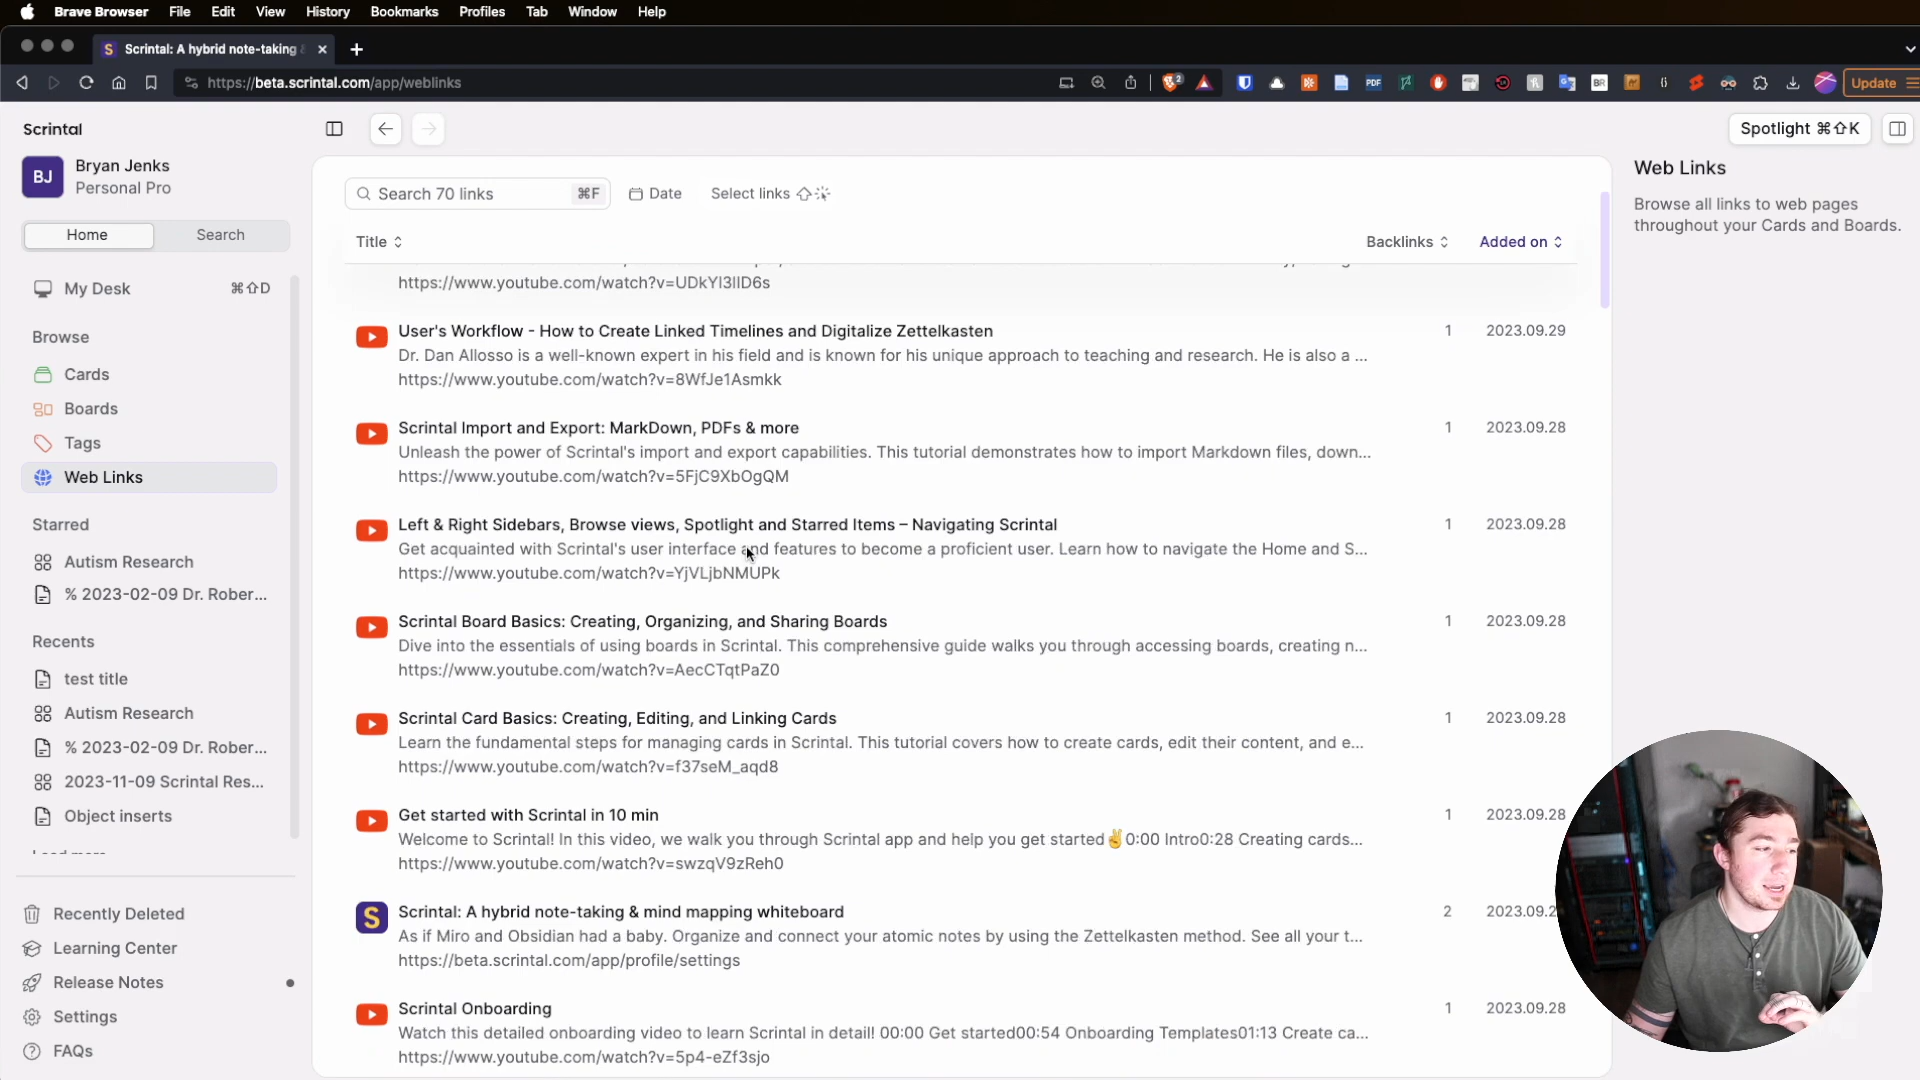 Brave Browser File Edit View History Bookmarks Profiles Tab Window Help
S Scrintal: A hybrid note-taking
https://beta.scrintal.com/app/weblinks
2
PDF
BR
Update
Scrintal
Spotlight ⌘⇧K
BJ
Bryan Jenks
Personal Pro
Home Search
My Desk ⌘⇧D
Browse
Cards
Boards
Tags
Web Links
Starred
Autism Research
% 2023-02-09 Dr. Rober...
Recents
test title
Autism Research
% 2023-02-09 Dr. Rober...
2023-11-09 Scrintal Res...
Object inserts
Recently Deleted
Learning Center
Release Notes
Settings
FAQs
Search 70 links ⌘F Date Select links
Title Backlinks Added on
https://www.youtube.com/watch?v=UDkYI3lID6s
User's Workflow - How to Create Linked Timelines and Digitalize Zettelkasten 1 2023.09.29
Dr. Dan Allosso is a well-known expert in his field and is known for his unique approach to teaching and research. He is also a ...
https://www.youtube.com/watch?v=8WfJe1Asmkk
Scrintal Import and Export: MarkDown, PDFs & more 1 2023.09.28
Unleash the power of Scrintal's import and export capabilities. This tutorial demonstrates how to import Markdown files, down...
https://www.youtube.com/watch?v=5FjC9XbOgQM
Left & Right Sidebars, Browse views, Spotlight and Starred Items – Navigating Scrintal 1 2023.09.28
Get acquainted with Scrintal's user interface and features to become a proficient user. Learn how to navigate the Home and S...
https://www.youtube.com/watch?v=YjVLjbNMUPk
Scrintal Board Basics: Creating, Organizing, and Sharing Boards 1 2023.09.28
Dive into the essentials of using boards in Scrintal. This comprehensive guide walks you through accessing boards, creating n...
https://www.youtube.com/watch?v=AecCTqtPaZ0
Scrintal Card Basics: Creating, Editing, and Linking Cards 1 2023.09.28
Learn the fundamental steps for managing cards in Scrintal. This tutorial covers how to create cards, edit their content, and e...
https://www.youtube.com/watch?v=f37seM_aqd8
Get started with Scrintal in 10 min 1 2023.09.28
Welcome to Scrintal! In this video, we walk you through Scrintal app and help you get started✌️0:00 Intro0:28 Creating cards...
https://www.youtube.com/watch?v=swzqV9zReh0
S
Scrintal: A hybrid note-taking & mind mapping whiteboard 2 2023.09.2
As if Miro and Obsidian had a baby. Organize and connect your atomic notes by using the Zettelkasten method. See all your t...
https://beta.scrintal.com/app/profile/settings
Scrintal Onboarding 1 2023.09.28
Watch this detailed onboarding video to learn Scrintal in detail! 00:00 Get started00:54 Onboarding Templates01:13 Create ca...
https://www.youtube.com/watch?v=5p4-eZf3sjo
Web Links
Browse all links to web pages
throughout your Cards and Boards.